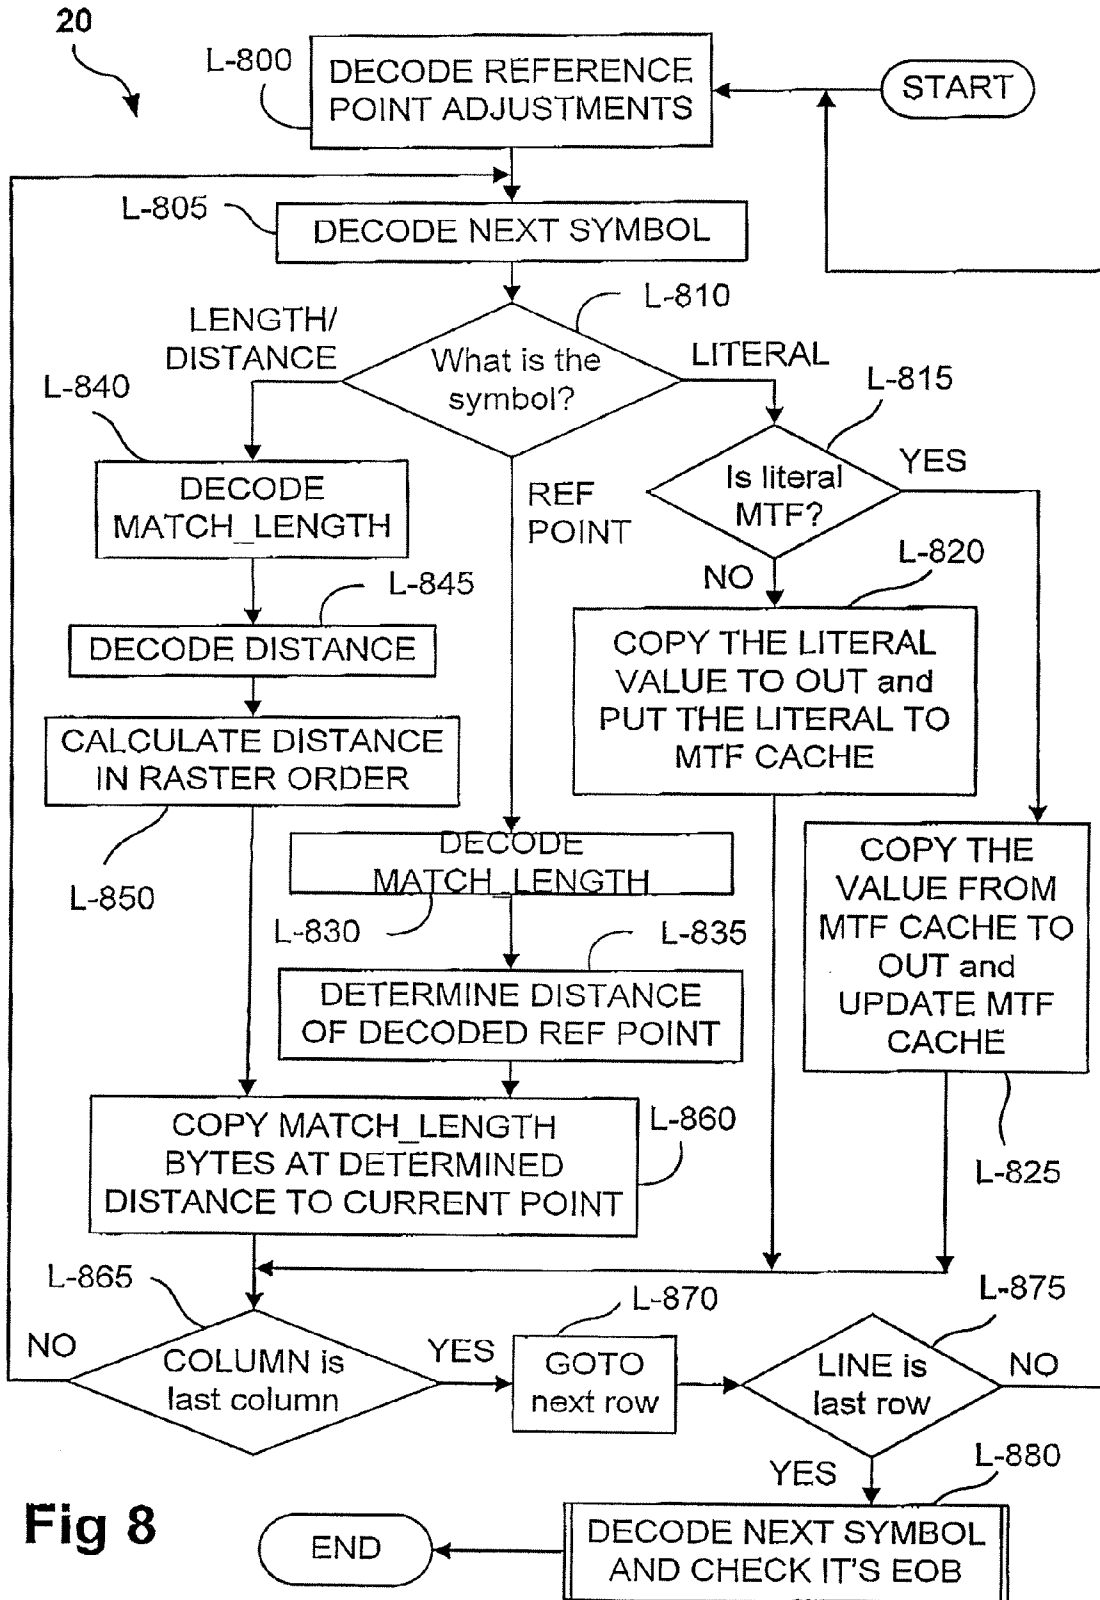 20
L-800
DECODE REFERENCE
POINT ADJUSTMENTS
START
L-805
DECODE NEXT SYMBOL
L-810
LENGTH/
DISTANCE
What is the
symbol?
LITERAL
L-840
L-815
DECODE
MATCH_LENGTH
REF
POINT
Is literal
MTF?
YES
NO
L-820
L-845
DECODE DISTANCE
COPY THE LITERAL
VALUE TO OUT and
PUT THE LITERAL TO
MTF CACHE
CALCULATE DISTANCE
IN RASTER ORDER
L-850
DECODE
MATCH_LENGTH
L-830
L-835
COPY THE
VALUE FROM
MTF CACHE TO
OUT and
UPDATE MTF
CACHE
DETERMINE DISTANCE
OF DECODED REF POINT
COPY MATCH_LENGTH
BYTES AT DETERMINED
DISTANCE TO CURRENT POINT
L-860
L-825
L-865
L-870
L-875
NO
COLUMN is
last column
YES
GOTO
next row
LINE is
last row
NO
YES
L-880
Fig 8
END
DECODE NEXT SYMBOL
AND CHECK IT'S EOB